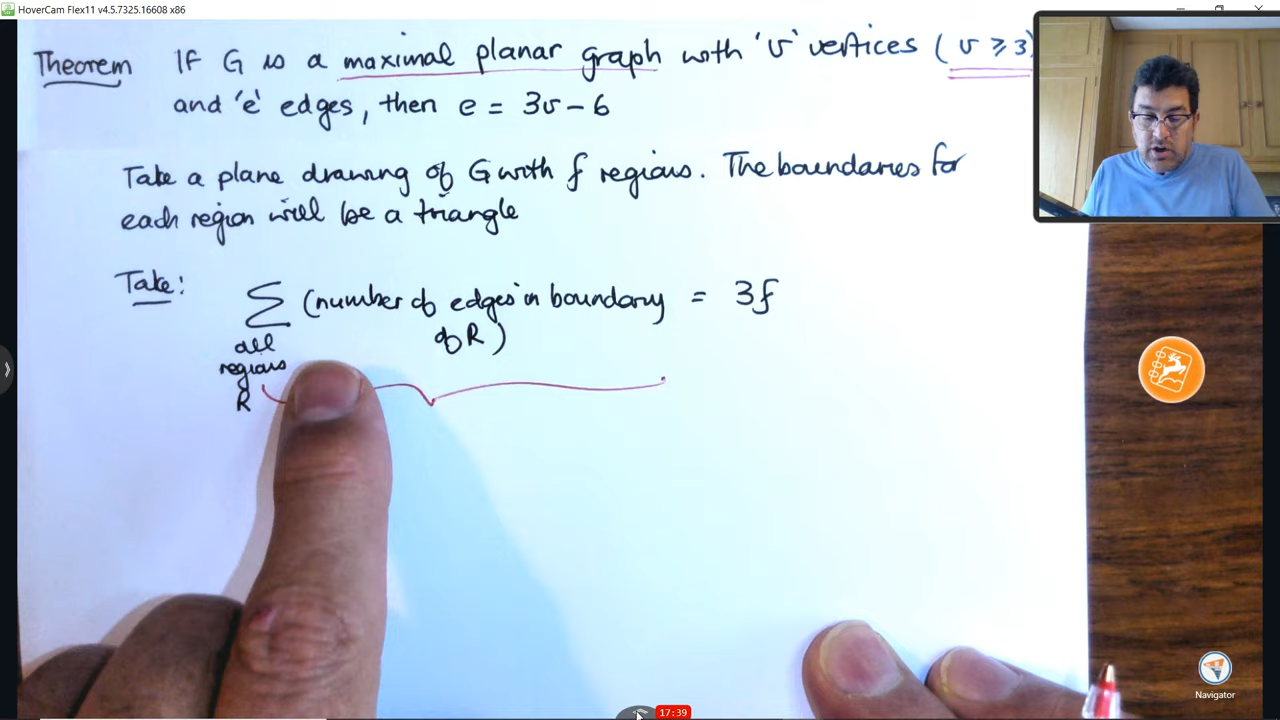 HoverCam Flex11 v4.5.7325.16608 x86
Theorem If G is a maximal planar graph with 'v' vertices (v ≥ 3)
and 'e' edges, then e = 3v - 6
Take a plane drawing of G with f regions. The boundaries for
each region will be a triangle
Take: ∑ (number of edges in boundary = 3f
of R)
all
regions
R
Navigator
17:39